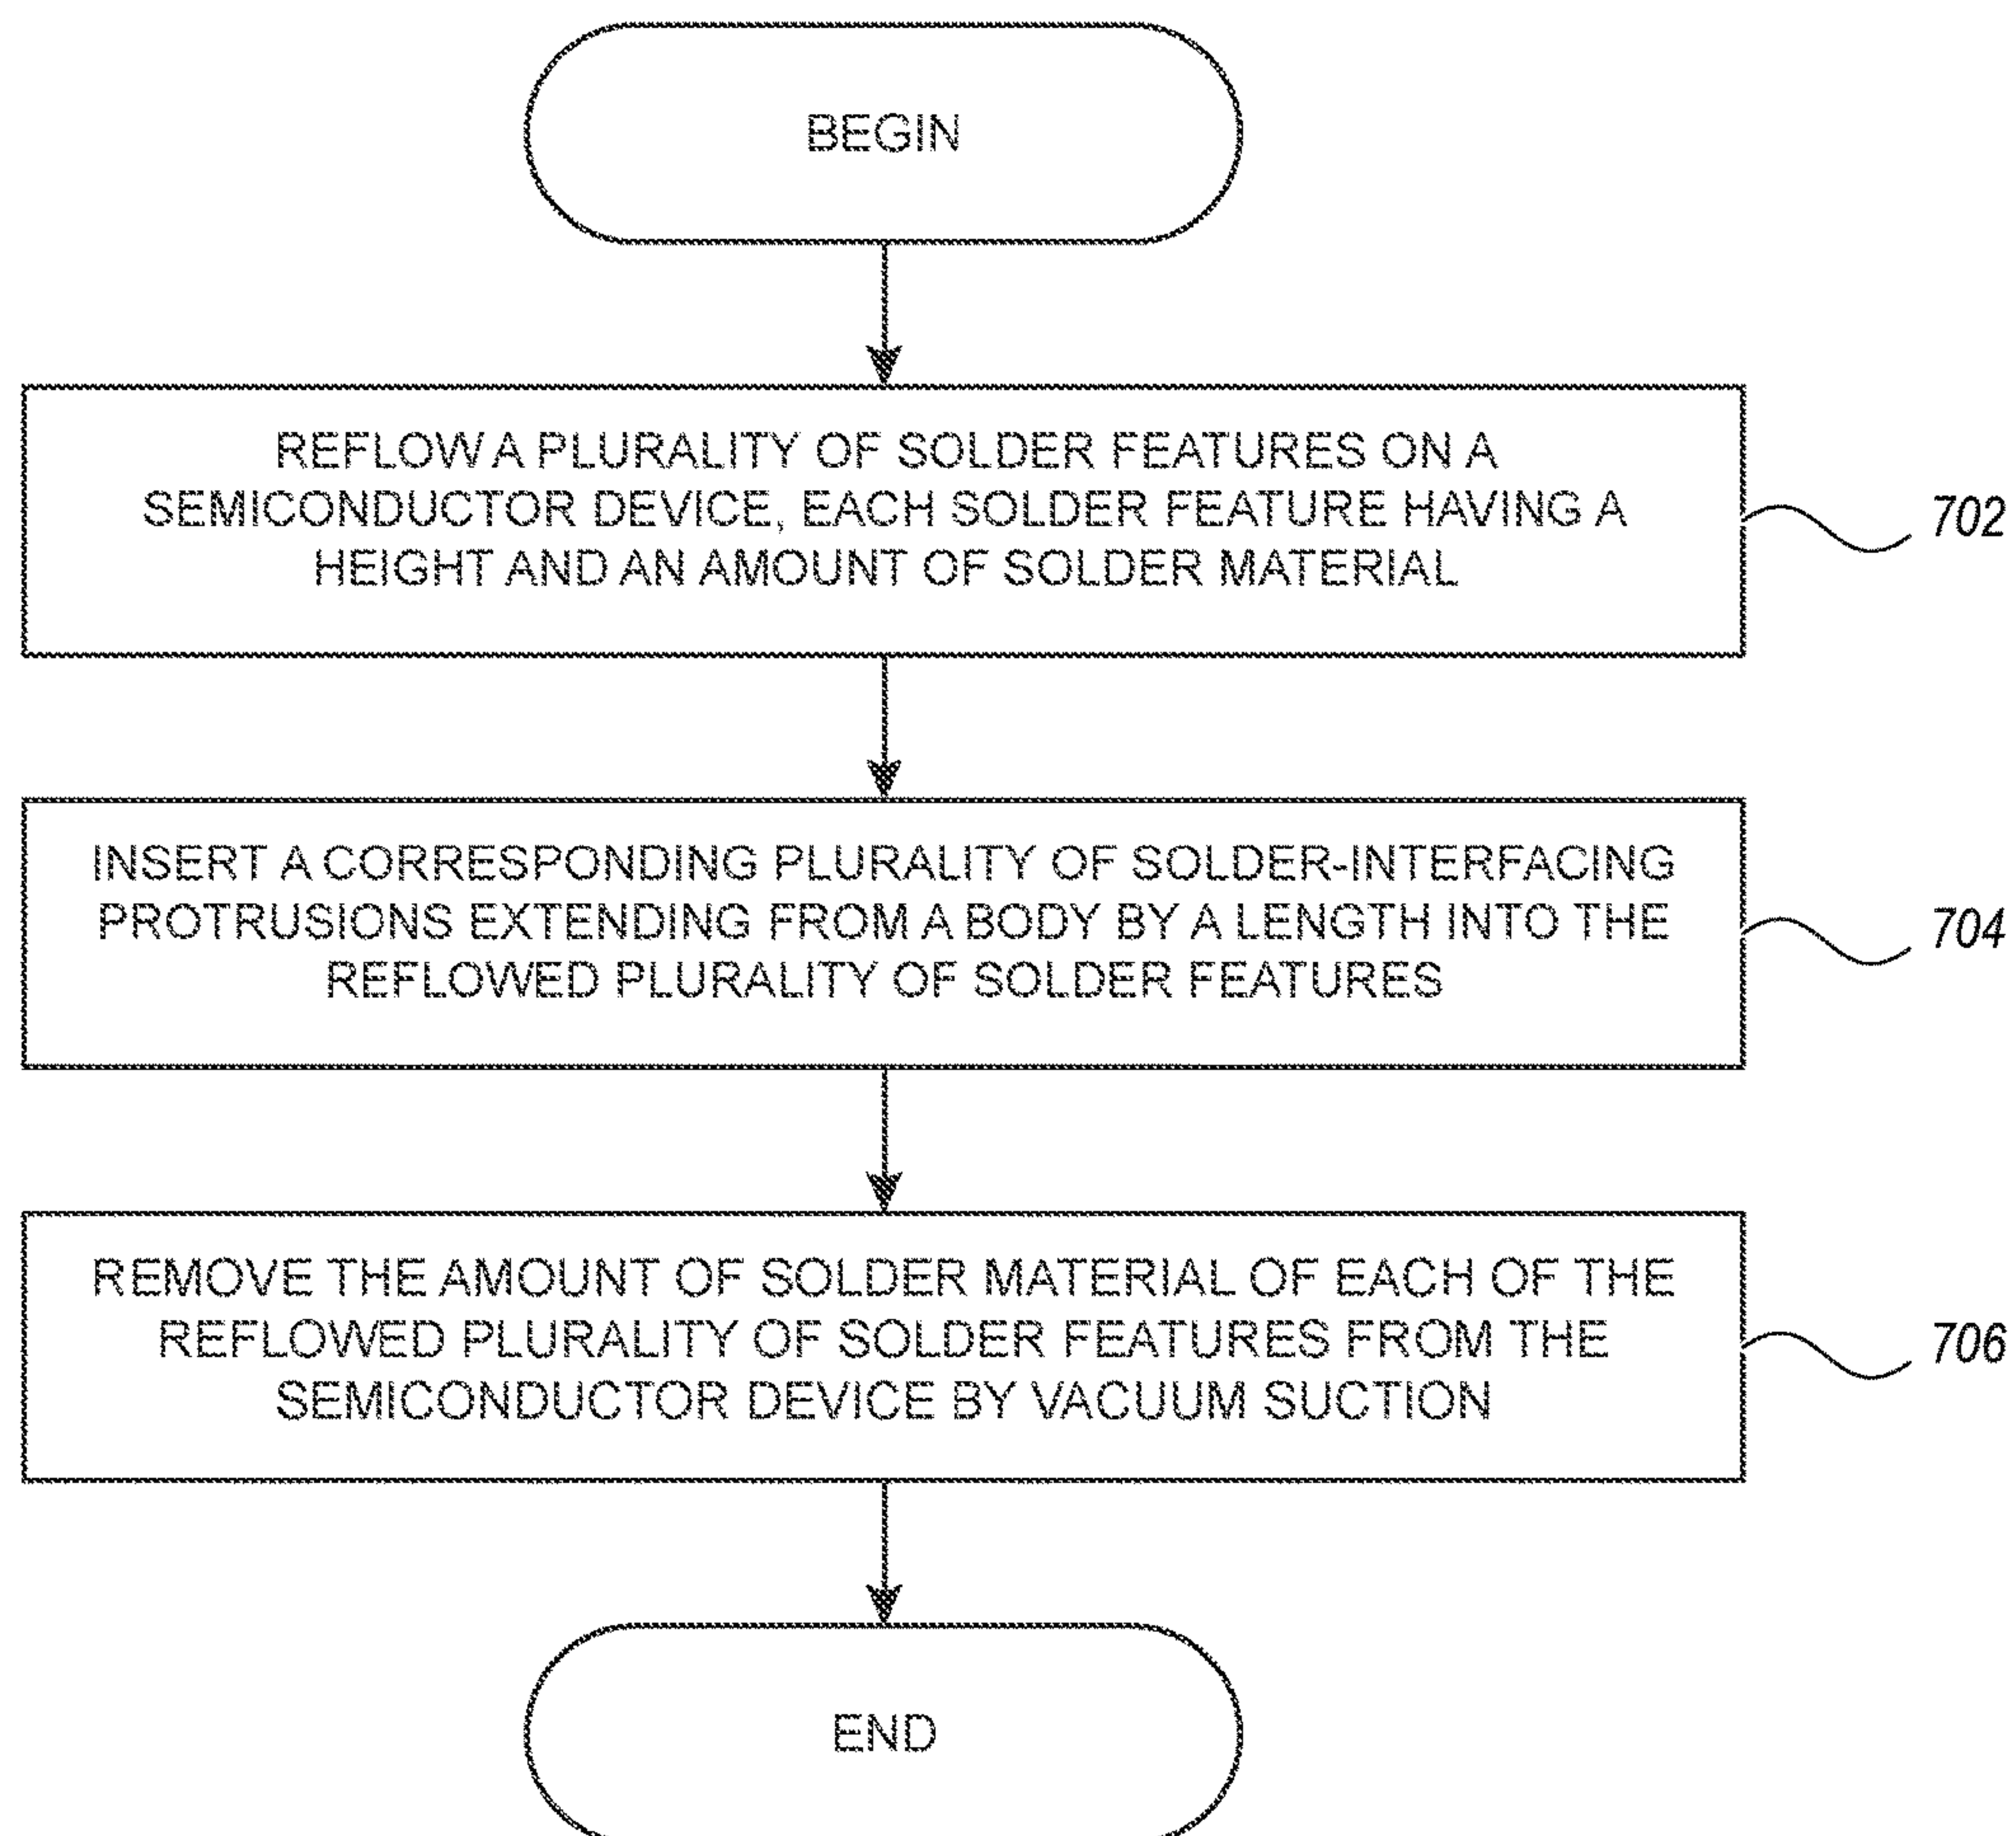 BEGIN
REFLOW A PLURALITY OF SOLDER FEATURES ON A
SEMICONDUCTOR DEVICE, EACH SOLDER FEATURE HAVING A
HEIGHT AND AN AMOUNT OF SOLDER MATERIAL
702
INSERT A CORRESPONDING PLURALITY OF SOLDER-INTERFACING
PROTRUSIONS EXTENDING FROM A BODY BY A LENGTH INTO THE
REFLOWED PLURALITY OF SOLDER FEATURES
704
REMOVE THE AMOUNT OF SOLDER MATERIAL OF EACH OF THE
REFLOWED PLURALITY OF SOLDER FEATURES FROM THE
SEMICONDUCTOR DEVICE BY VACUUM SUCTION
706
END